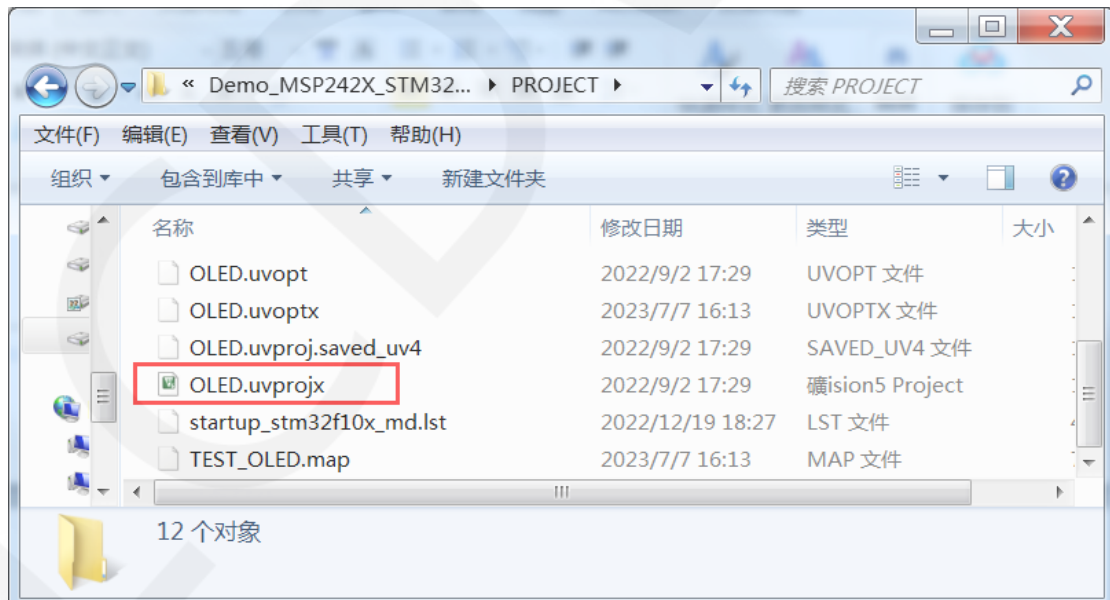 « Demo_MSP242X_STM32... PROJECT 搜索 PROJECT
文件(F) 编辑(E) 查看(V) 工具(T) 帮助(H)
组织 包含到库中 共享 新建文件夹
名称 修改日期 类型 大小
OLED.uvopt 2022/9/2 17:29 UVOPT 文件
OLED.uvoptx 2023/7/7 16:13 UVOPTX 文件
OLED.uvproj.saved_uv4 2022/9/2 17:29 SAVED_UV4 文件
OLED.uvprojx 2022/9/2 17:29 礦ision5 Project
startup_stm32f10x_md.lst 2022/12/19 18:27 LST 文件
TEST_OLED.map 2023/7/7 16:13 MAP 文件
12 个对象